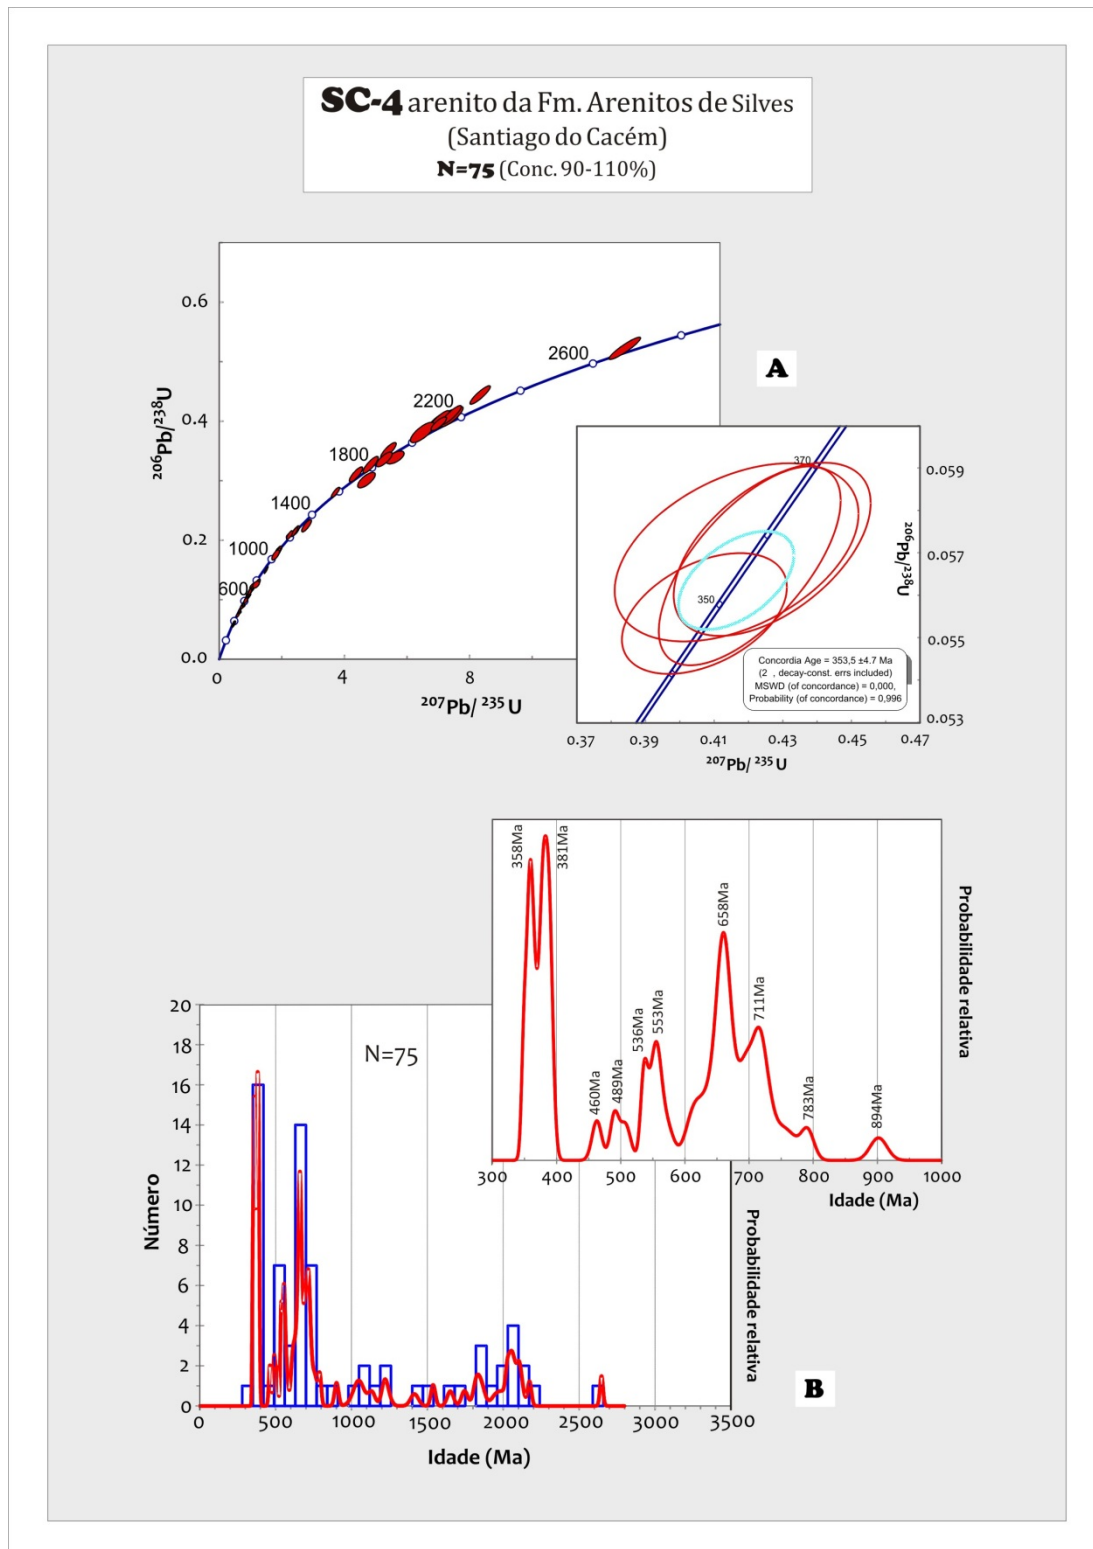 SC-4 arenito da Fm. Arenitos de Silves
(Santiago do Cacém)
N=75 (Conc. 90-110%)
0.6
0.4
0.2
0.0
4
8
²⁰⁶Pb/²³⁸U
²⁰⁷Pb/ ²³⁵U
600
1000
1400
1800
2200
2600
A
370
350
0.059
0.057
0.055
0.053
²⁰⁶Pb/²³⁸U
Concordia Age = 353,5 ±4.7 Ma
(2 , decay-const. errs included)
MSWD (of concordance) = 0,000,
Probability (of concordance) = 0,996
0.37
0.39
0.41
0.43
0.45
0.47
²⁰⁷Pb/ ²³⁵U
358Ma
381Ma
460Ma
489Ma
536Ma
553Ma
658Ma
711Ma
783Ma
894Ma
Probabilidade relativa
300
400
500
600
700
800
900
1000
Idade (Ma)
20
18
16
14
12
10
8
6
4
2
0
Número
N=75
Probabilidade relativa
B
0
500
1000
1500
2000
2500
3000
3500
Idade (Ma)